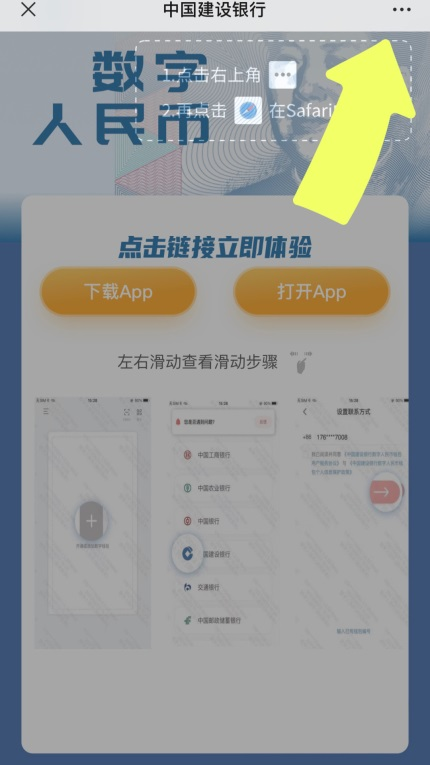 中国建设银行
数字
人民币
1.点击右上角
2.再点击 在Safari
点击链接立即体验
下载App
打开App
左右滑动查看滑动步骤
中国工商银行
中国农业银行
中国银行
国建设银行
交通银行
中国邮政储蓄银行
设置联系方式
+86 176****7008